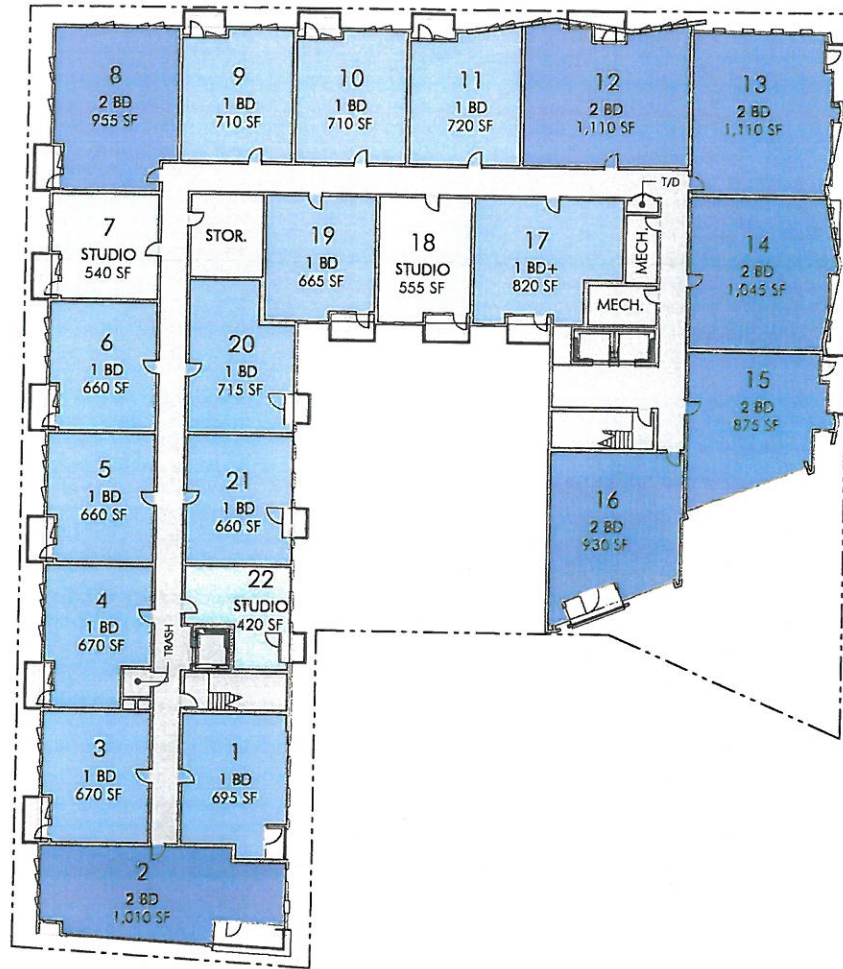 8
2 BD
955 SF
9
1 BD
710 SF
10
1 BD
710 SF
11
1 BD
720 SF
12
2 BD
1,110 SF
13
2 BD
1,110 SF
T/D
7
STUDIO
540 SF
STOR.
19
1 BD
665 SF
18
STUDIO
555 SF
17
1 BD+
820 SF
MECH.
MECH.
14
2 BD
1,045 SF
6
1 BD
660 SF
20
1 BD
715 SF
15
2 BD
875 SF
5
1 BD
660 SF
21
1 BD
660 SF
16
2 BD
930 SF
4
1 BD
670 SF
TRASH
22
STUDIO
420 SF
3
1 BD
670 SF
1
1 BD
695 SF
2
2 BD
1,010 SF